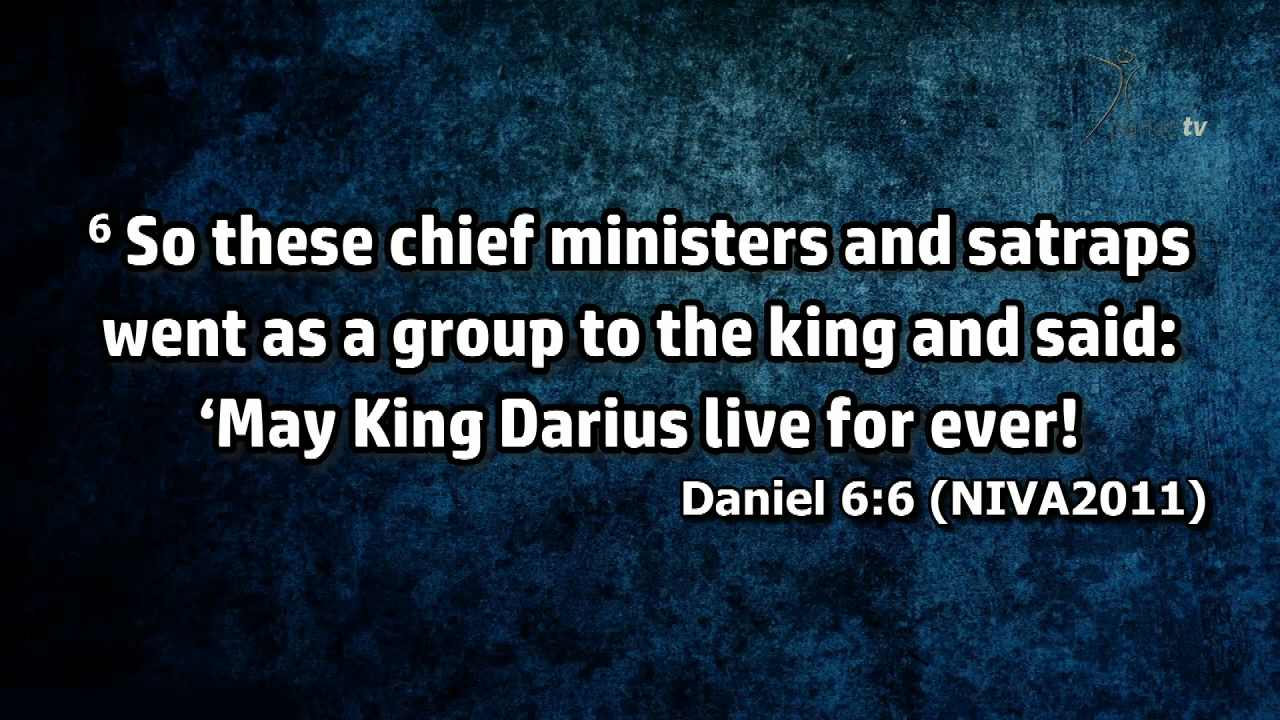 tv
⁶ So these chief ministers and satraps
went as a group to the king and said:
‘May King Darius live for ever!
Daniel 6:6 (NIVA2011)